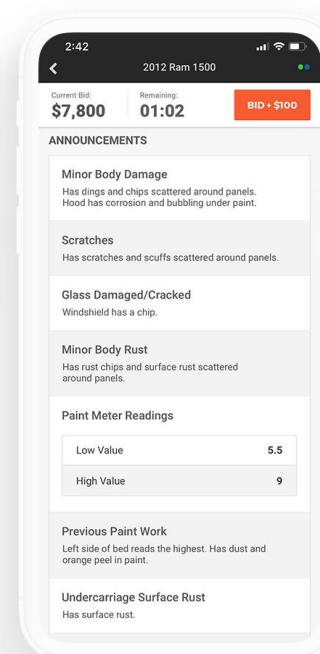 2:42
2012 Ram 1500
Current Bid:
$7,800
Remaining:
01:02
BID + $100
ANNOUNCEMENTS
Minor Body Damage
Has dings and chips scattered around panels.
Hood has corrosion and bubbling under paint.
Scratches
Has scratches and scuffs scattered around panels.
Glass Damaged/Cracked
Windshield has a chip.
Minor Body Rust
Has rust chips and surface rust scattered
around panels.
Paint Meter Readings
Low Value 5.5
High Value 9
Previous Paint Work
Left side of bed reads the highest. Has dust and
orange peel in paint.
Undercarriage Surface Rust
Has surface rust.